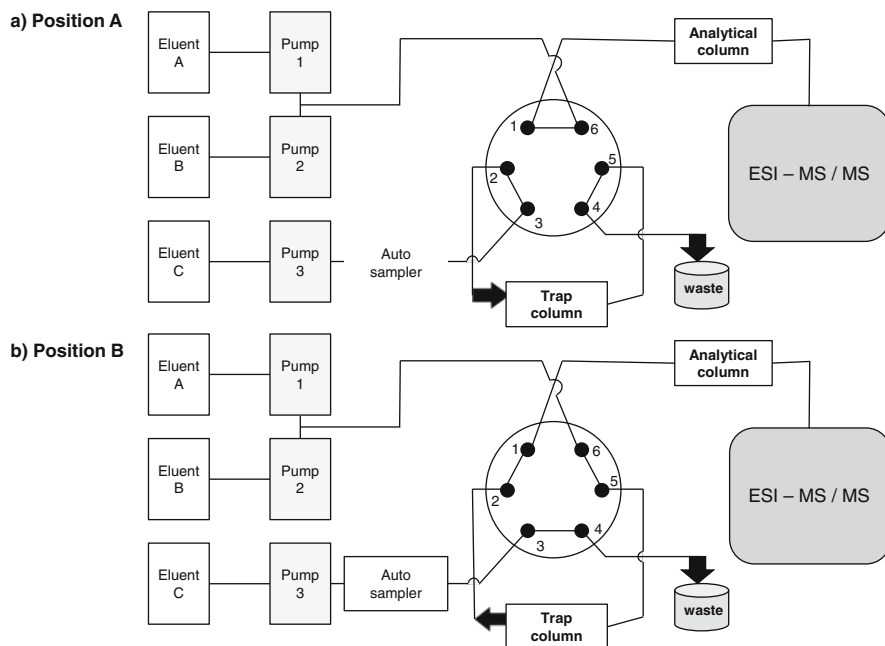 a) Position A
Eluent
A
Pump
1
Analytical
column
Eluent
B
Pump
2
1
6
2
5
3
4
ESI – MS / MS
Eluent
C
Pump
3
Auto
sampler
Trap
column
waste
b) Position B
Eluent
A
Pump
1
Analytical
column
Eluent
B
Pump
2
1
6
2
5
3
4
ESI – MS / MS
Eluent
C
Pump
3
Auto
sampler
Trap
column
waste